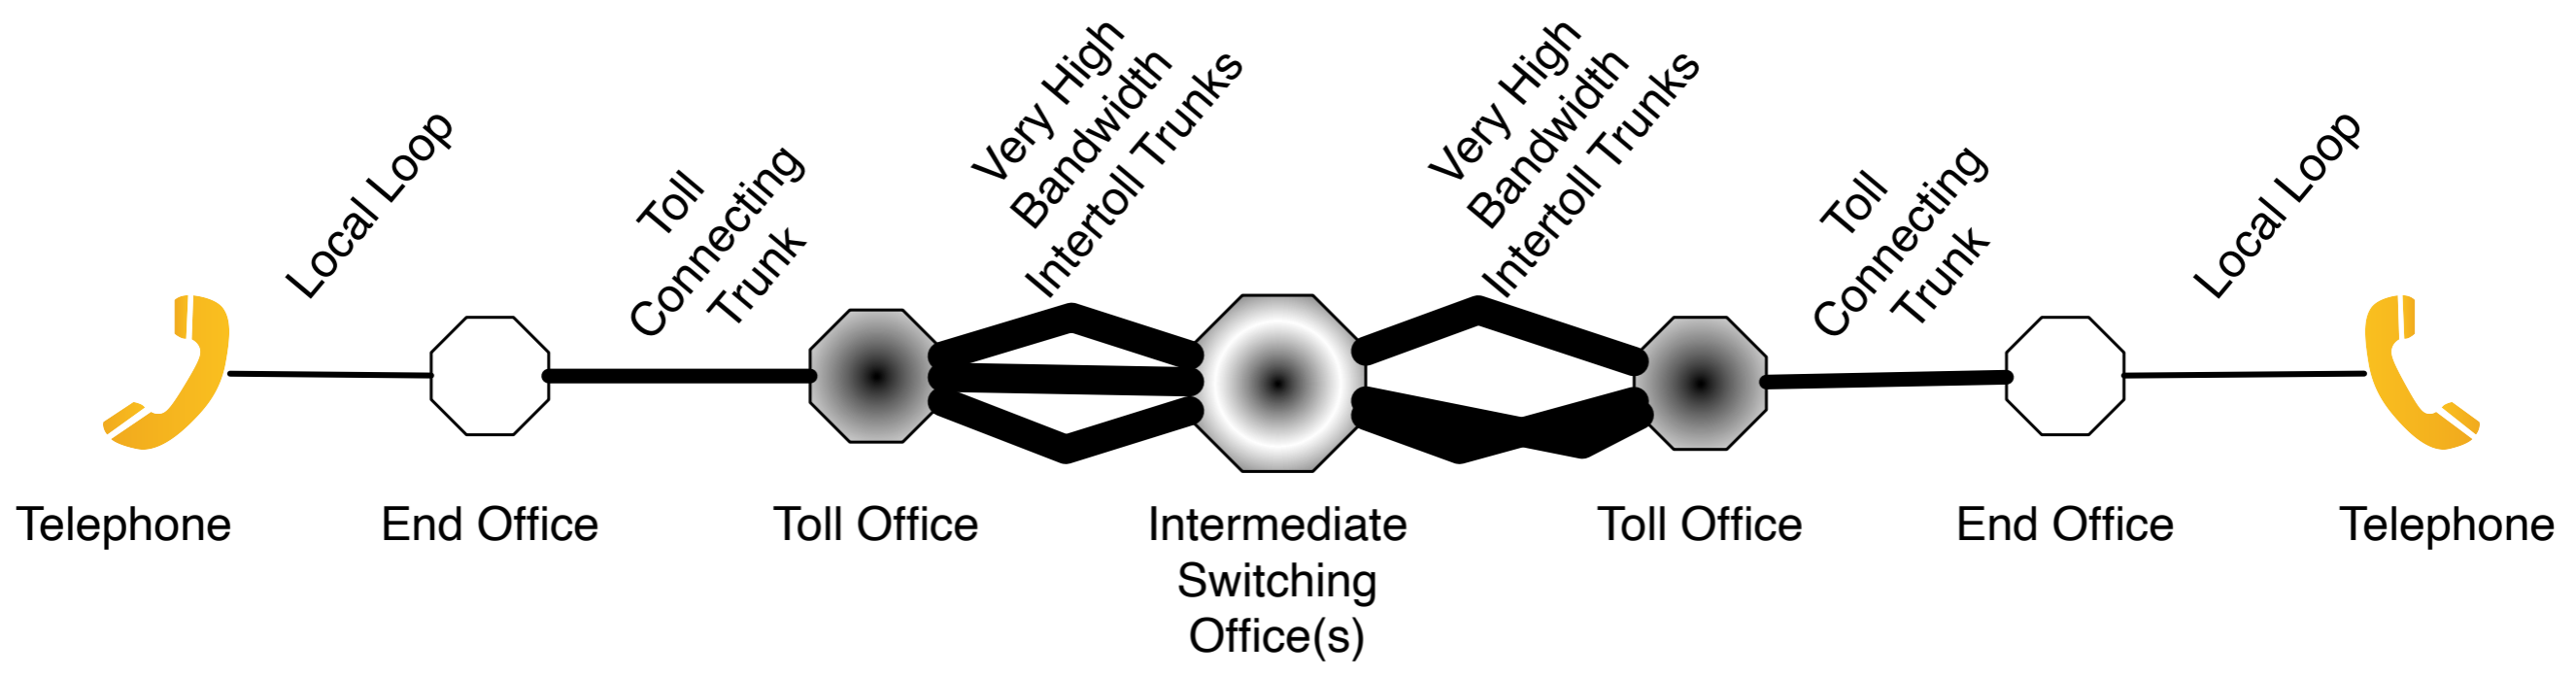 Local Loop
Toll
Connecting
Trunk
Very High
Bandwidth
Intertoll Trunks
Very High
Bandwidth
Intertoll Trunks
Toll
Connecting
Trunk
Local Loop
Telephone
End Office
Toll Office
Intermediate
Switching
Office(s)
Toll Office
End Office
Telephone